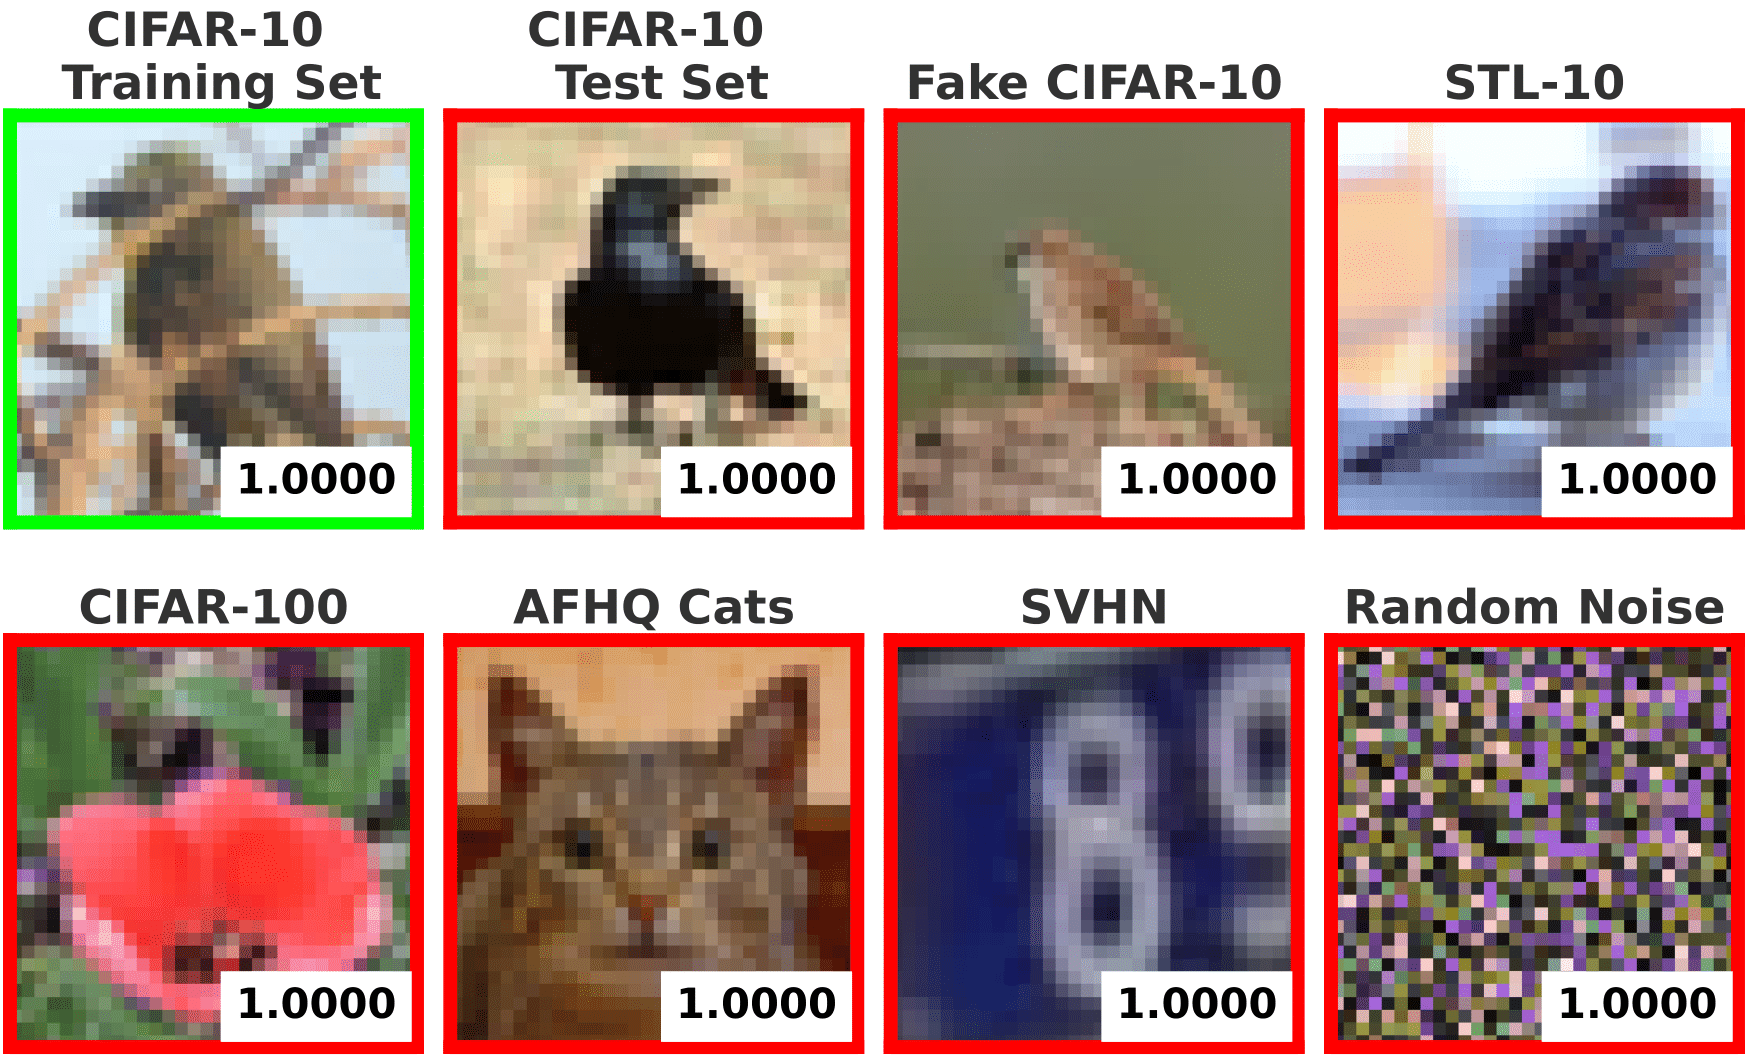 CIFAR-10
Training Set
CIFAR-10
Test Set
Fake CIFAR-10
STL-10
1.0000
1.0000
1.0000
1.0000
CIFAR-100
AFHQ Cats
SVHN
Random Noise
1.0000
1.0000
1.0000
1.0000